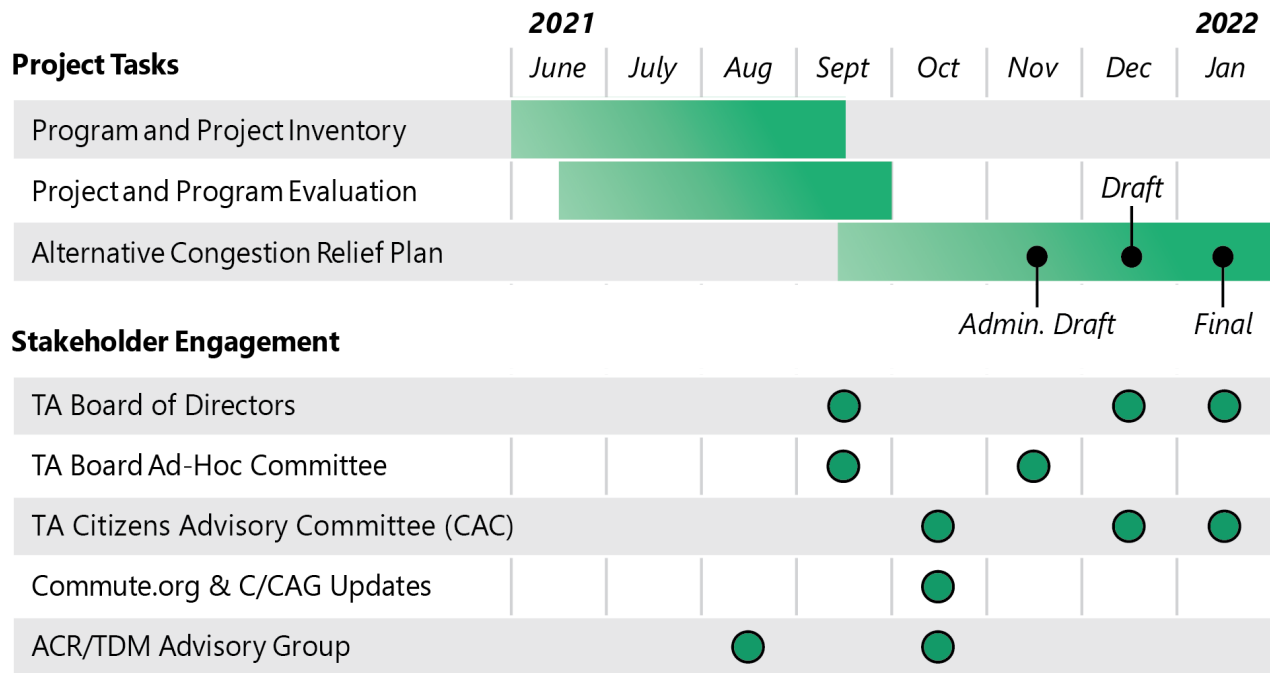 2021 2022
Project Tasks June July Aug Sept Oct Nov Dec Jan
Program and Project Inventory
Project and Program Evaluation
Draft
Alternative Congestion Relief Plan
Admin. Draft Final
Stakeholder Engagement
TA Board of Directors
TA Board Ad-Hoc Committee
TA Citizens Advisory Committee (CAC)
Commute.org & C/CAG Updates
ACR/TDM Advisory Group